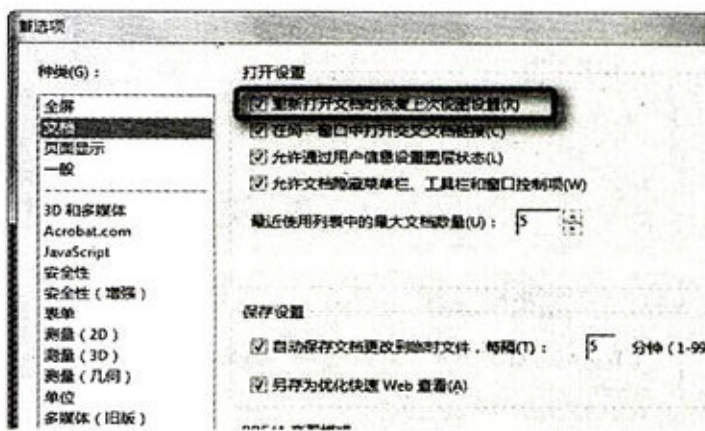 首选项
种类(G)：
全屏
文档
页面显示
一般
3D 和多媒体
Acrobat.com
JavaScript
安全性
安全性（增强）
表单
测量（2D）
测量（3D）
测量（几何）
单位
多媒体（旧版）
打开设置
重新打开文档时恢复上次视图设置(R)
在同一窗口中打开交叉文档链接(C)
允许通过用户信息设置图层状态(L)
允许文档隐藏菜单栏、工具栏和窗口控制项(W)
最近使用列表中的最大文档数量(U)： 5
保存设置
自动保存文档更改到临时文件，每隔(T)： 5 分钟（1-99
另存为优化快速 Web 查看(A)